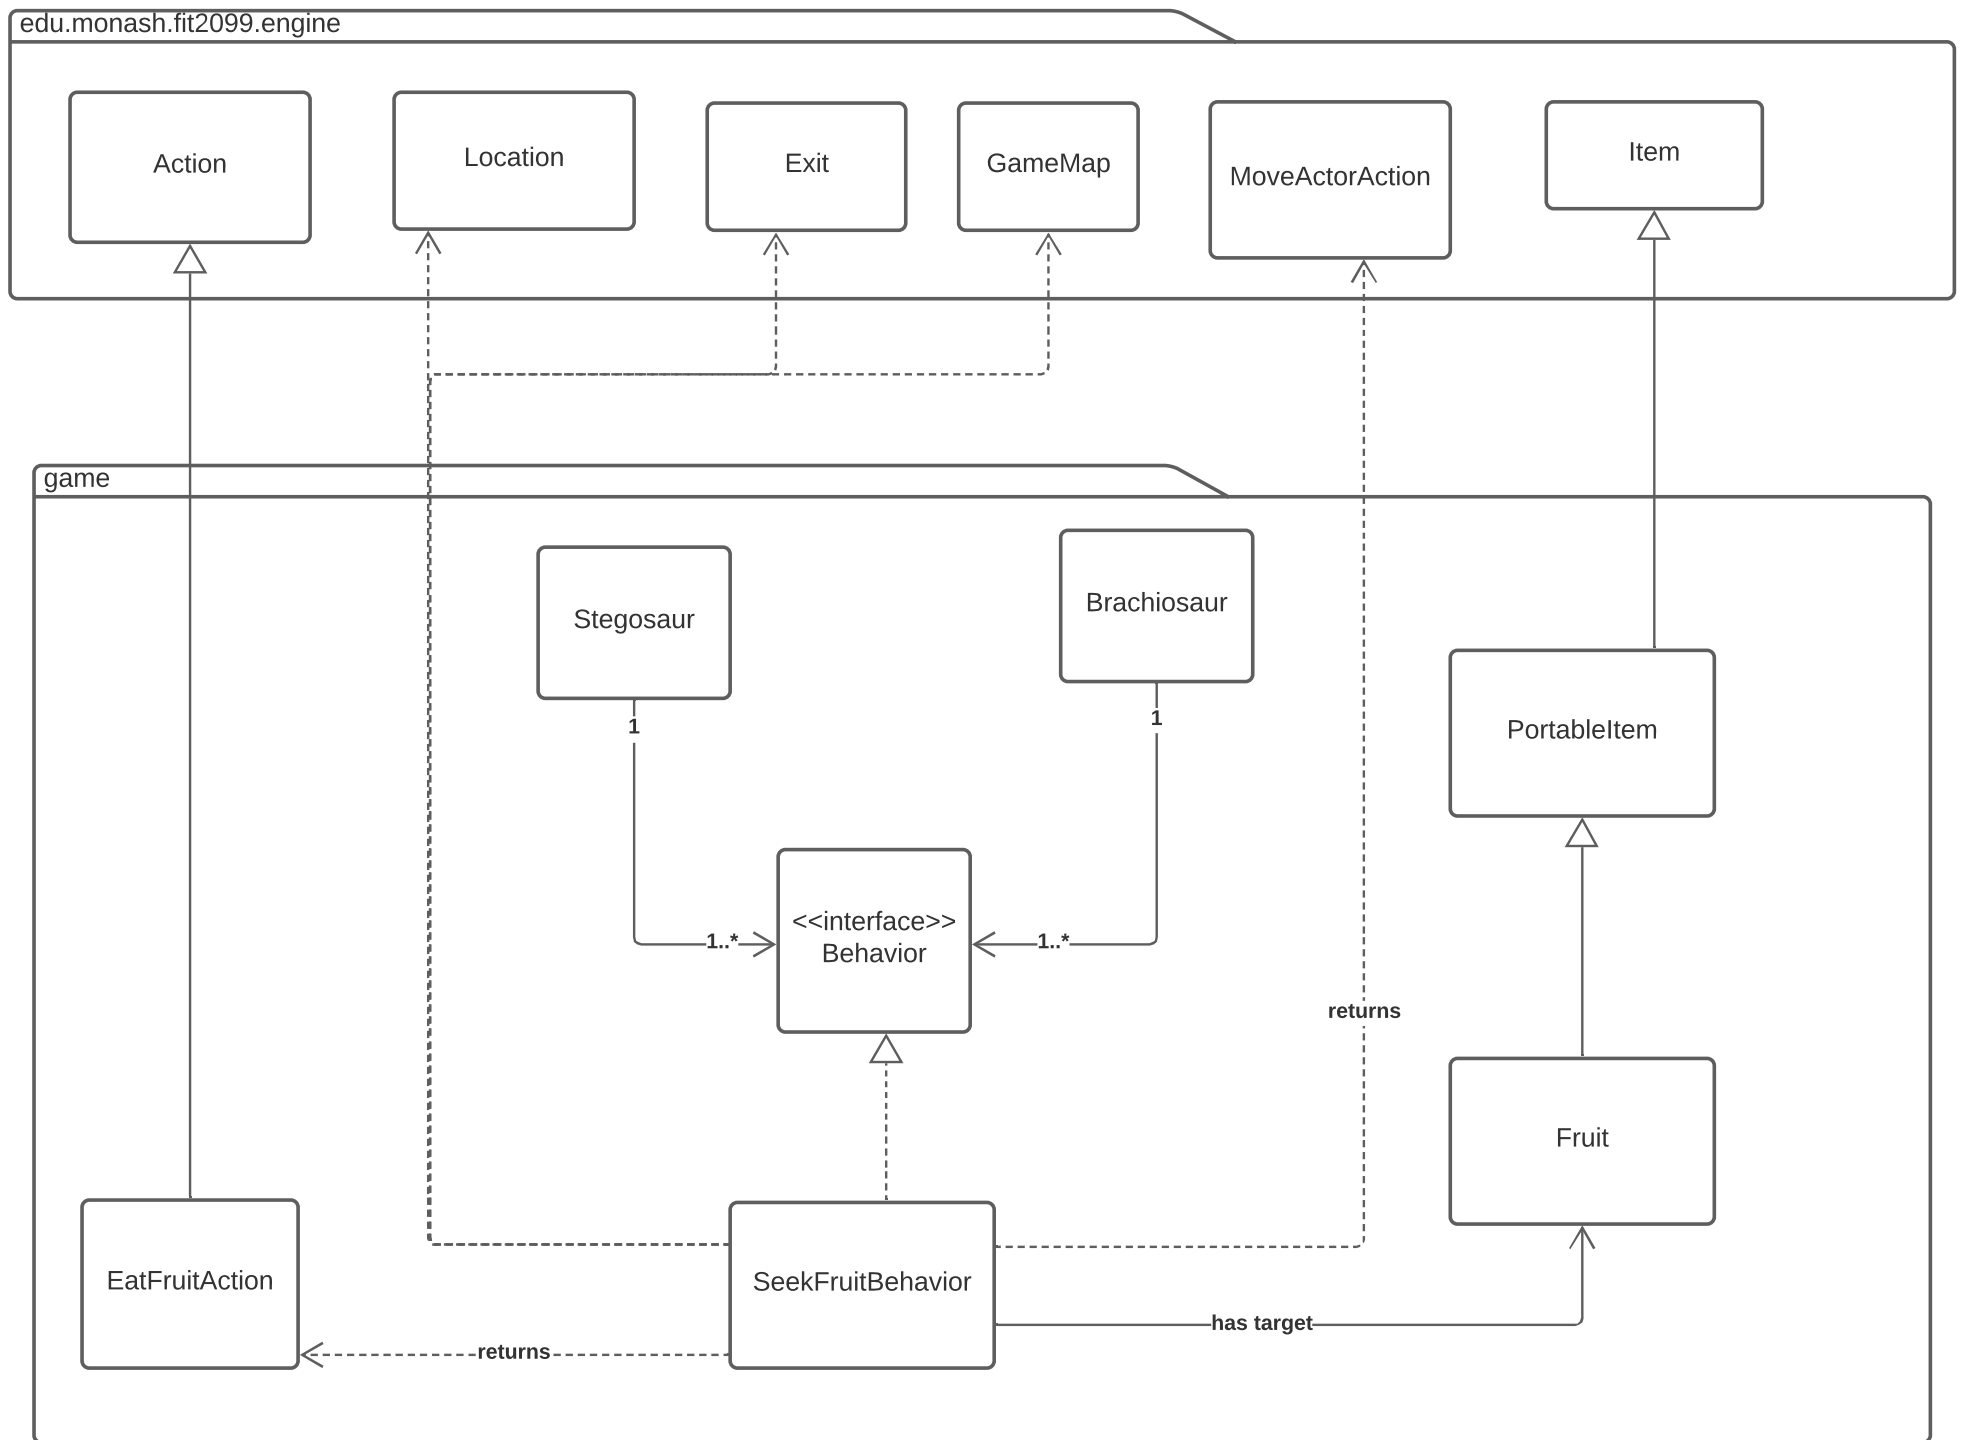 edu.monash.fit2099.engine
Action
Location
Exit
GameMap
MoveActorAction
Item
game
Stegosaur
Brachiosaur
1
1
PortableItem
<<interface>>
Behavior
1..*
1..*
returns
Fruit
EatFruitAction
SeekFruitBehavior
has target
returns